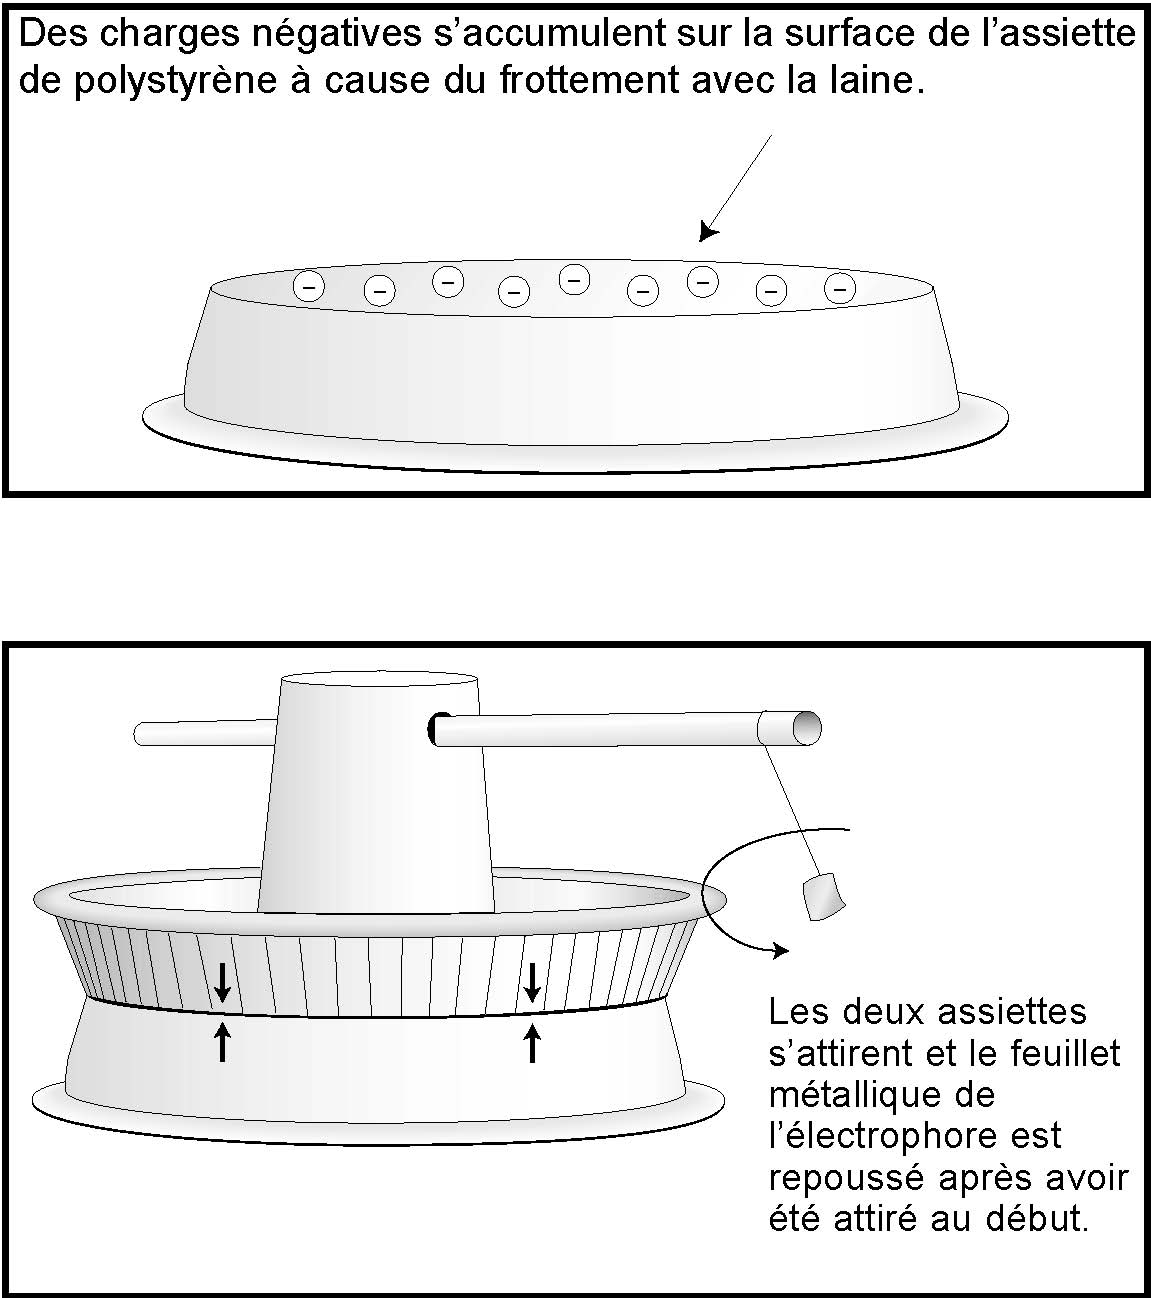 Des charges négatives s’accumulent sur la surface de l’assiette
de polystyrène à cause du frottement avec la laine.
− − − − − − − − −
Les deux assiettes
s’attirent et le feuillet
métallique de
l’électrophore est
repoussé après avoir
été attiré au début.